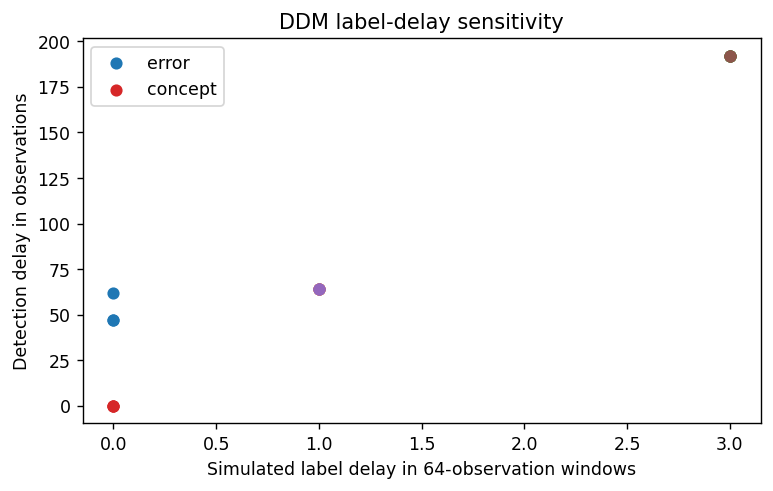 DDM label-delay sensitivity
error
concept
Detection delay in observations
200
175
150
125
100
75
50
25
0
0.0 0.5 1.0 1.5 2.0 2.5 3.0
Simulated label delay in 64-observation windows